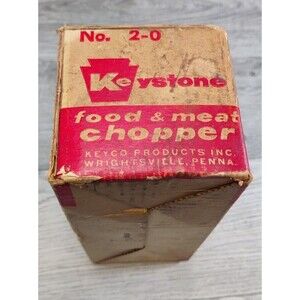 No. 2-0
Keystone
food & meat
chopper
KEYCO PRODUCTS INC.
WRIGHTSVILLE, PENNA.